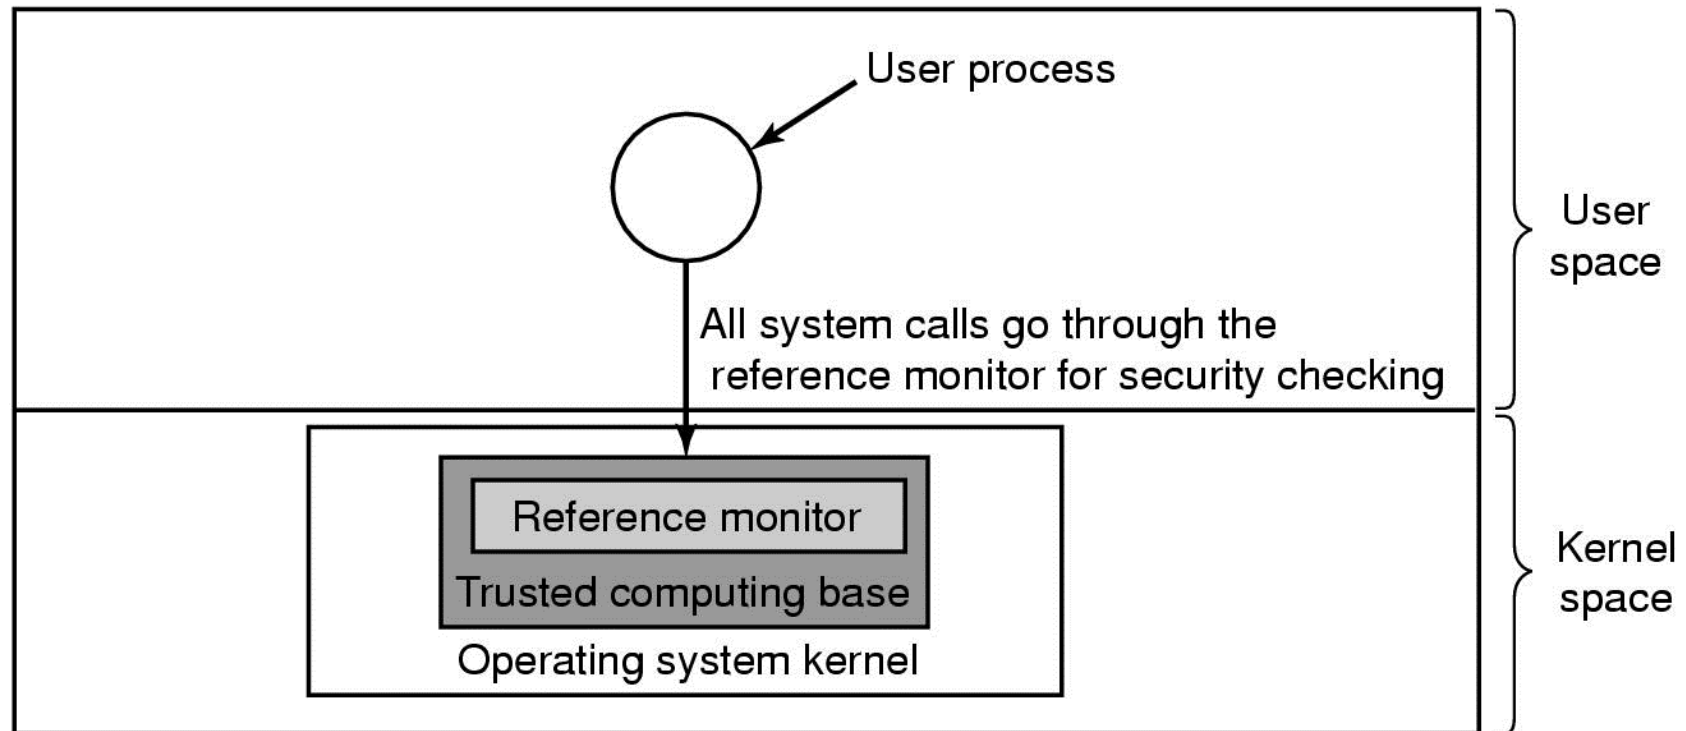 User process
User
space
All system calls go through the
reference monitor for security checking
Reference monitor
Trusted computing base
Operating system kernel
Kernel
space